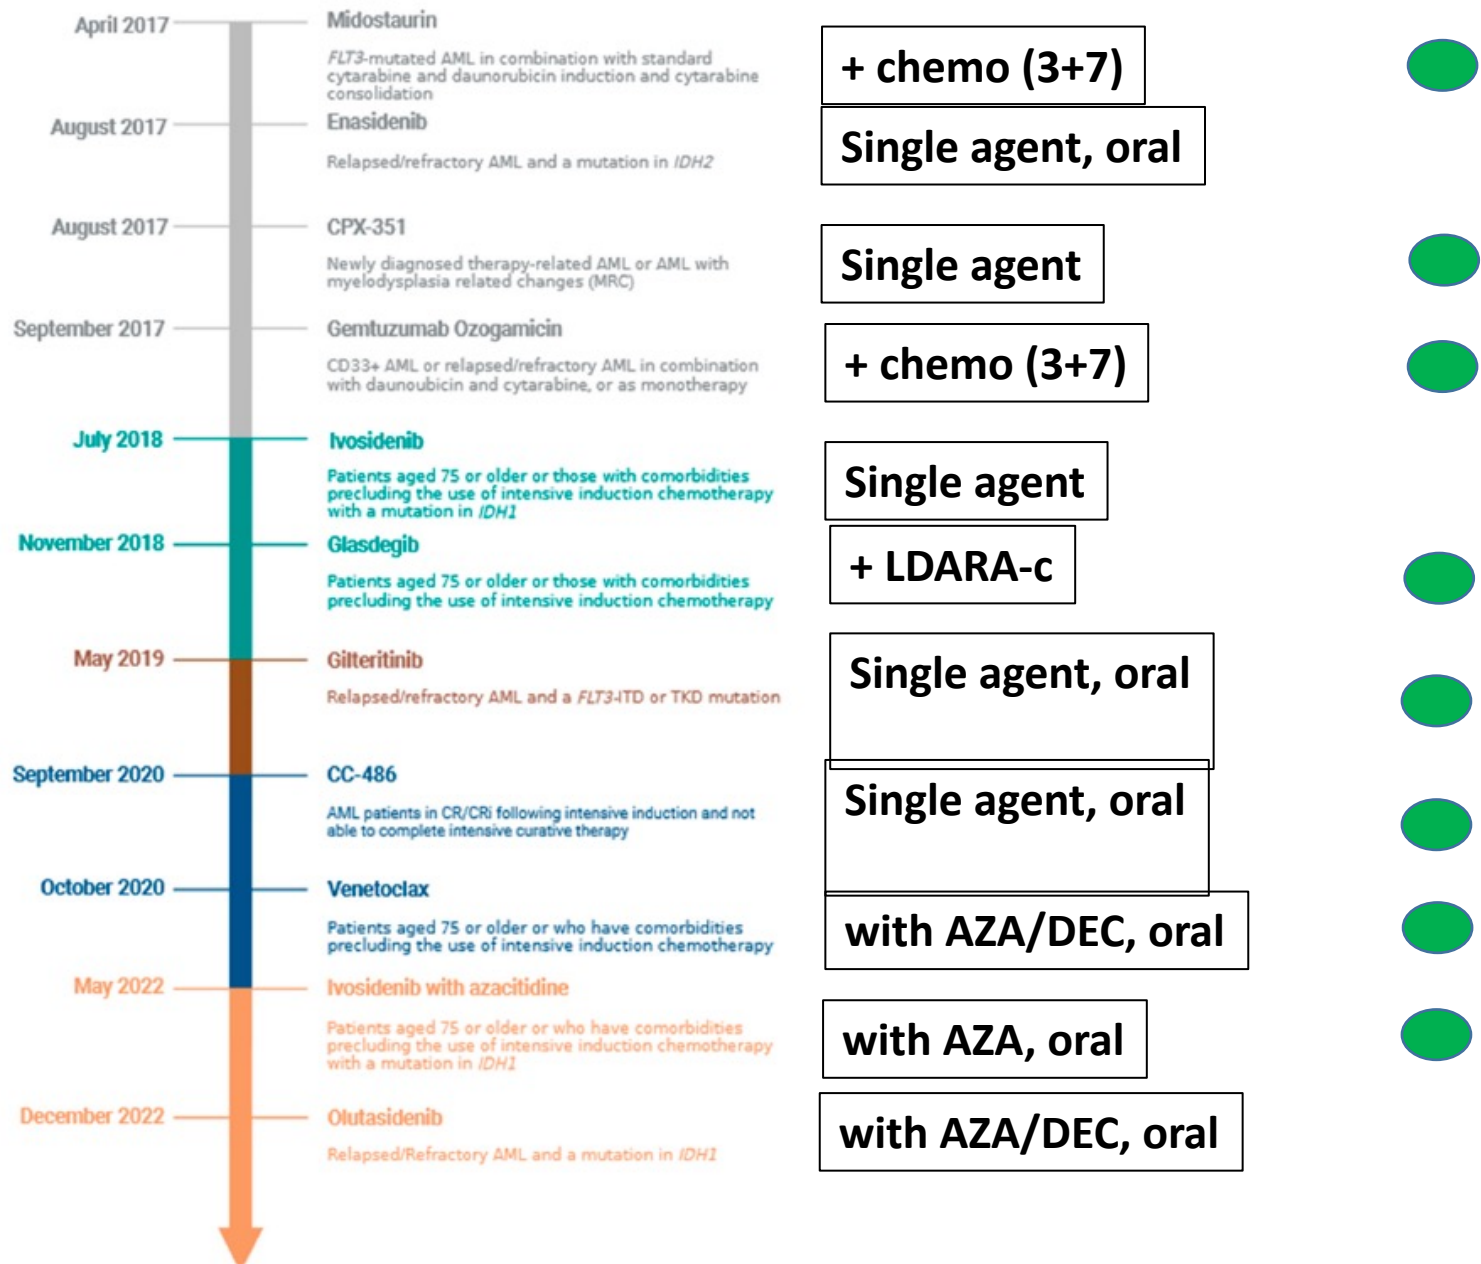 April 2017
Midostaurin
FLT3-mutated AML in combination with standard
cytarabine and daunorubicin induction and cytarabine
consolidation
+ chemo (3+7)
August 2017
Enasidenib
Relapsed/refractory AML and a mutation in IDH2
Single agent, oral
August 2017
CPX-351
Newly diagnosed therapy-related AML or AML with
myelodysplasia related changes (MRC)
Single agent
September 2017
Gemtuzumab Ozogamicin
CD33+ AML or relapsed/refractory AML in combination
with daunoubicin and cytarabine, or as monotherapy
+ chemo (3+7)
July 2018
Ivosidenib
Patients aged 75 or older or those with comorbidities
precluding the use of intensive induction chemotherapy
with a mutation in IDH1
Single agent
November 2018
Glasdegib
Patients aged 75 or older or those with comorbidities
precluding the use of intensive induction chemotherapy
+ LDARA-c
May 2019
Gilteritinib
Relapsed/refractory AML and a FLT3-ITD or TKD mutation
Single agent, oral
September 2020
CC-486
AML patients in CR/CRi following intensive induction and not
able to complete intensive curative therapy
Single agent, oral
October 2020
Venetoclax
Patients aged 75 or older or who have comorbidities
precluding the use of intensive induction chemotherapy
with AZA/DEC, oral
May 2022
Ivosidenib with azacitidine
Patients aged 75 or older or who have comorbidities
precluding the use of intensive induction chemotherapy
with a mutation in IDH1
with AZA, oral
December 2022
Olutasidenib
Relapsed/Refractory AML and a mutation in IDH1
with AZA/DEC, oral